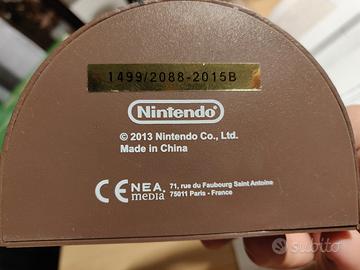 1499/2088-2015B
Nintendo
© 2013 Nintendo Co., Ltd.
Made in China
CE NEA media
71, rue du Faubourg Saint Antoine
75011 Paris - France
subito